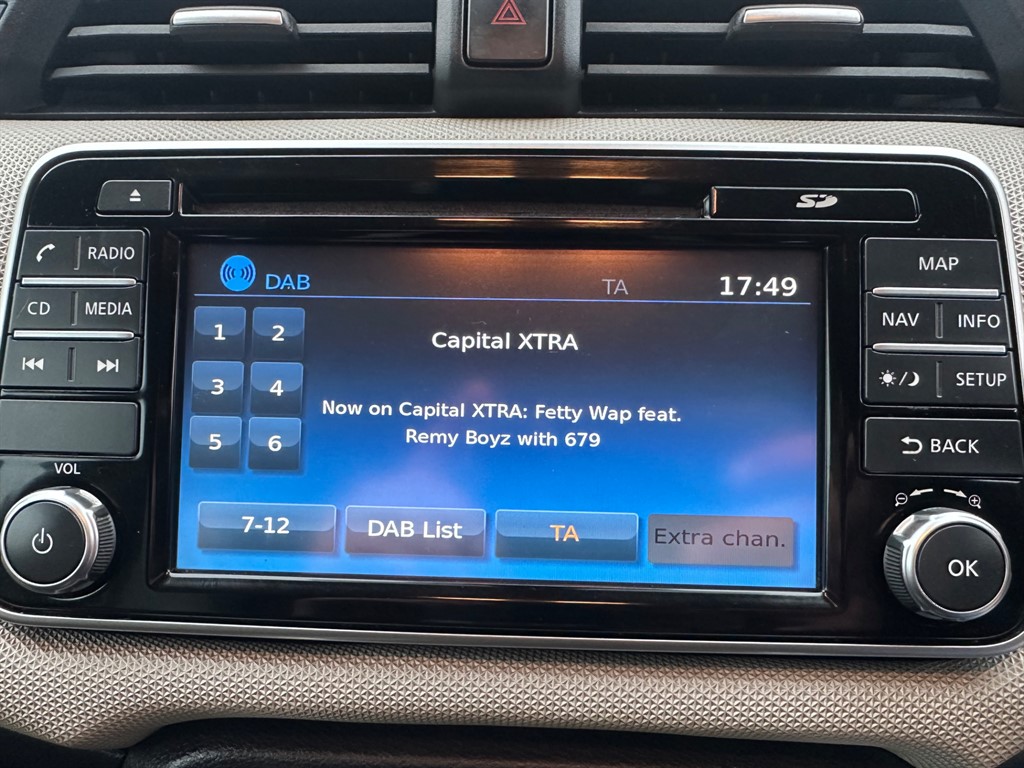 SD
RADIO
MAP
DAB
TA
17:49
CD
MEDIA
NAV
INFO
1
2
Capital XTRA
3
4
SETUP
Now on Capital XTRA: Fetty Wap feat.
Remy Boyz with 679
5
6
BACK
VOL
7-12
DAB List
TA
Extra chan.
OK